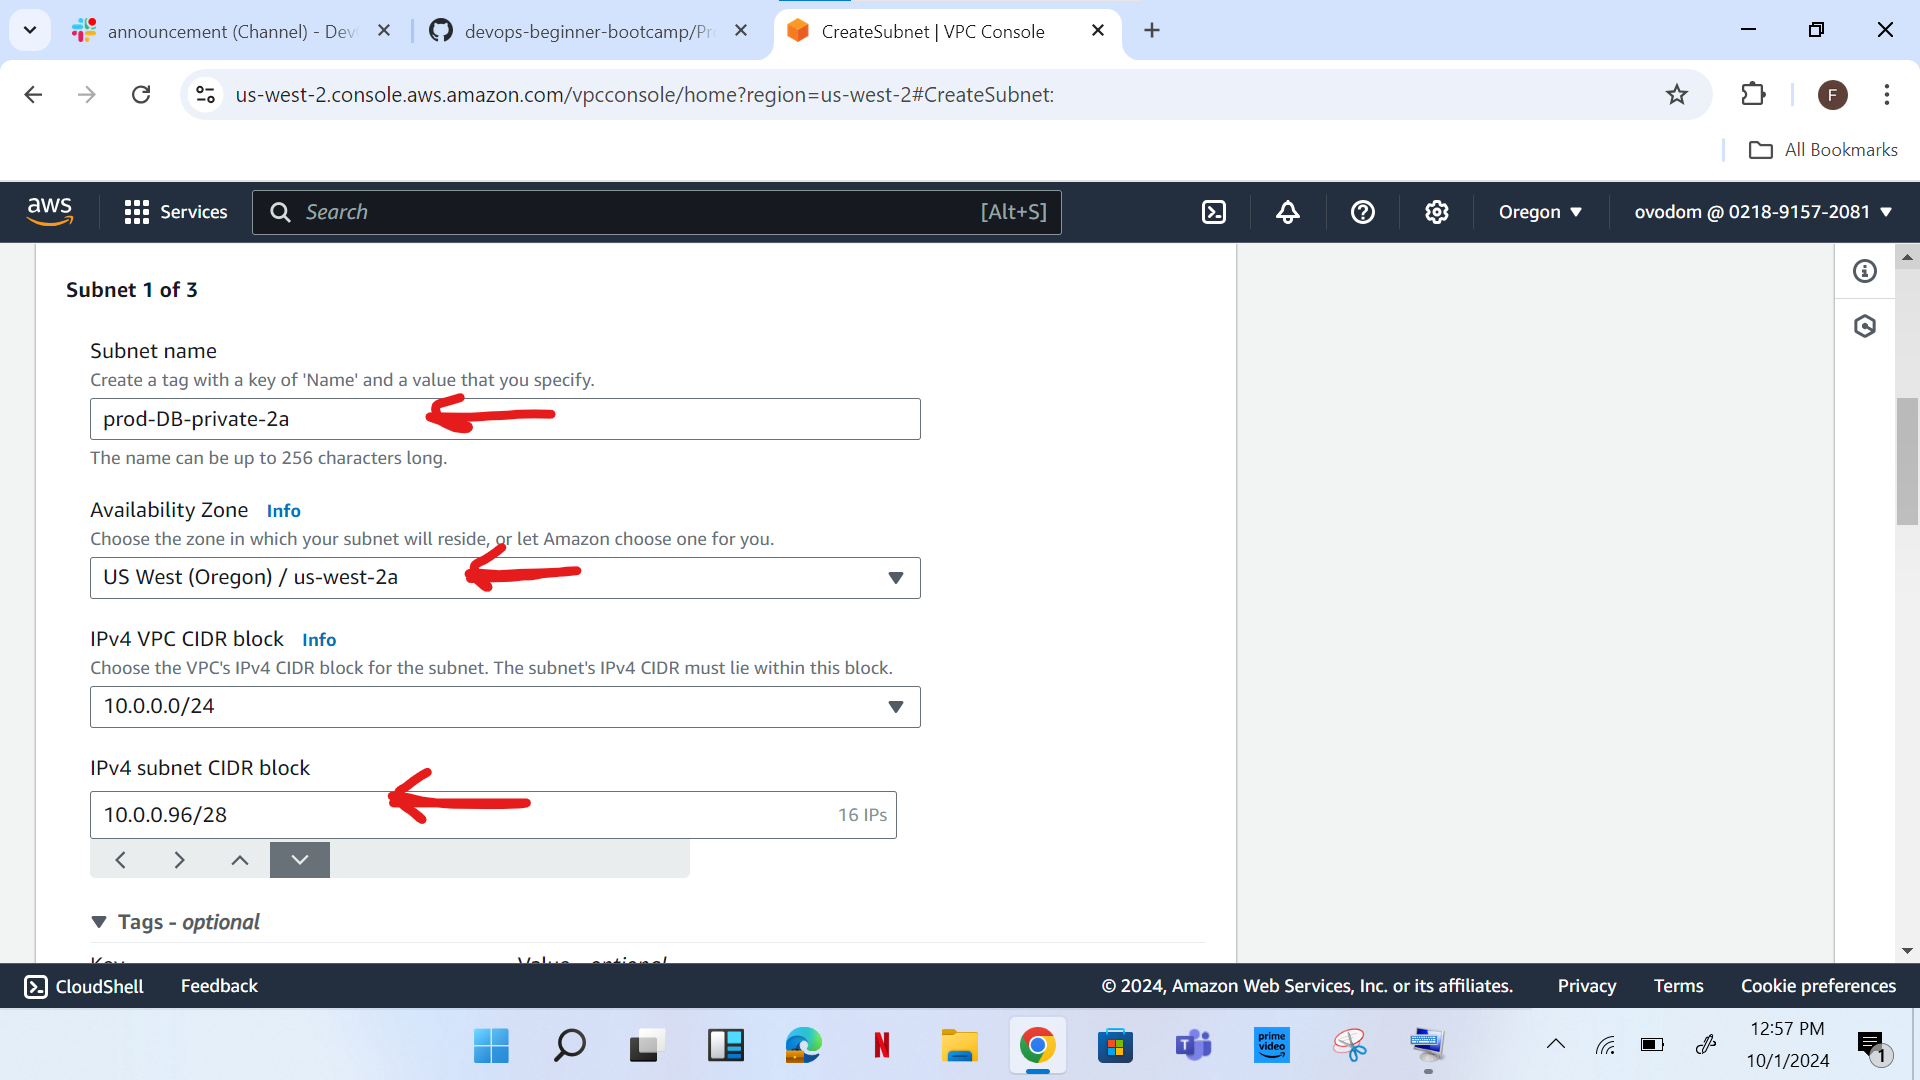 announcement (Channel) - Dev
devops-beginner-bootcamp/Pr
CreateSubnet | VPC Console
us-west-2.console.aws.amazon.com/vpcconsole/home?region=us-west-2#CreateSubnet:
F
All Bookmarks
aws
Services
Search
[Alt+S]
Oregon
ovodom @ 0218-9157-2081
Subnet 1 of 3
Subnet name
Create a tag with a key of 'Name' and a value that you specify.
prod-DB-private-2a
The name can be up to 256 characters long.
Availability Zone Info
Choose the zone in which your subnet will reside, or let Amazon choose one for you.
US West (Oregon) / us-west-2a
IPv4 VPC CIDR block Info
Choose the VPC's IPv4 CIDR block for the subnet. The subnet's IPv4 CIDR must lie within this block.
10.0.0.0/24
IPv4 subnet CIDR block
10.0.0.96/28
16 IPs
Tags - optional
Key
Value - optional
CloudShell
Feedback
© 2024, Amazon Web Services, Inc. or its affiliates.
Privacy
Terms
Cookie preferences
N
T
prime video
12:57 PM
10/1/2024
1